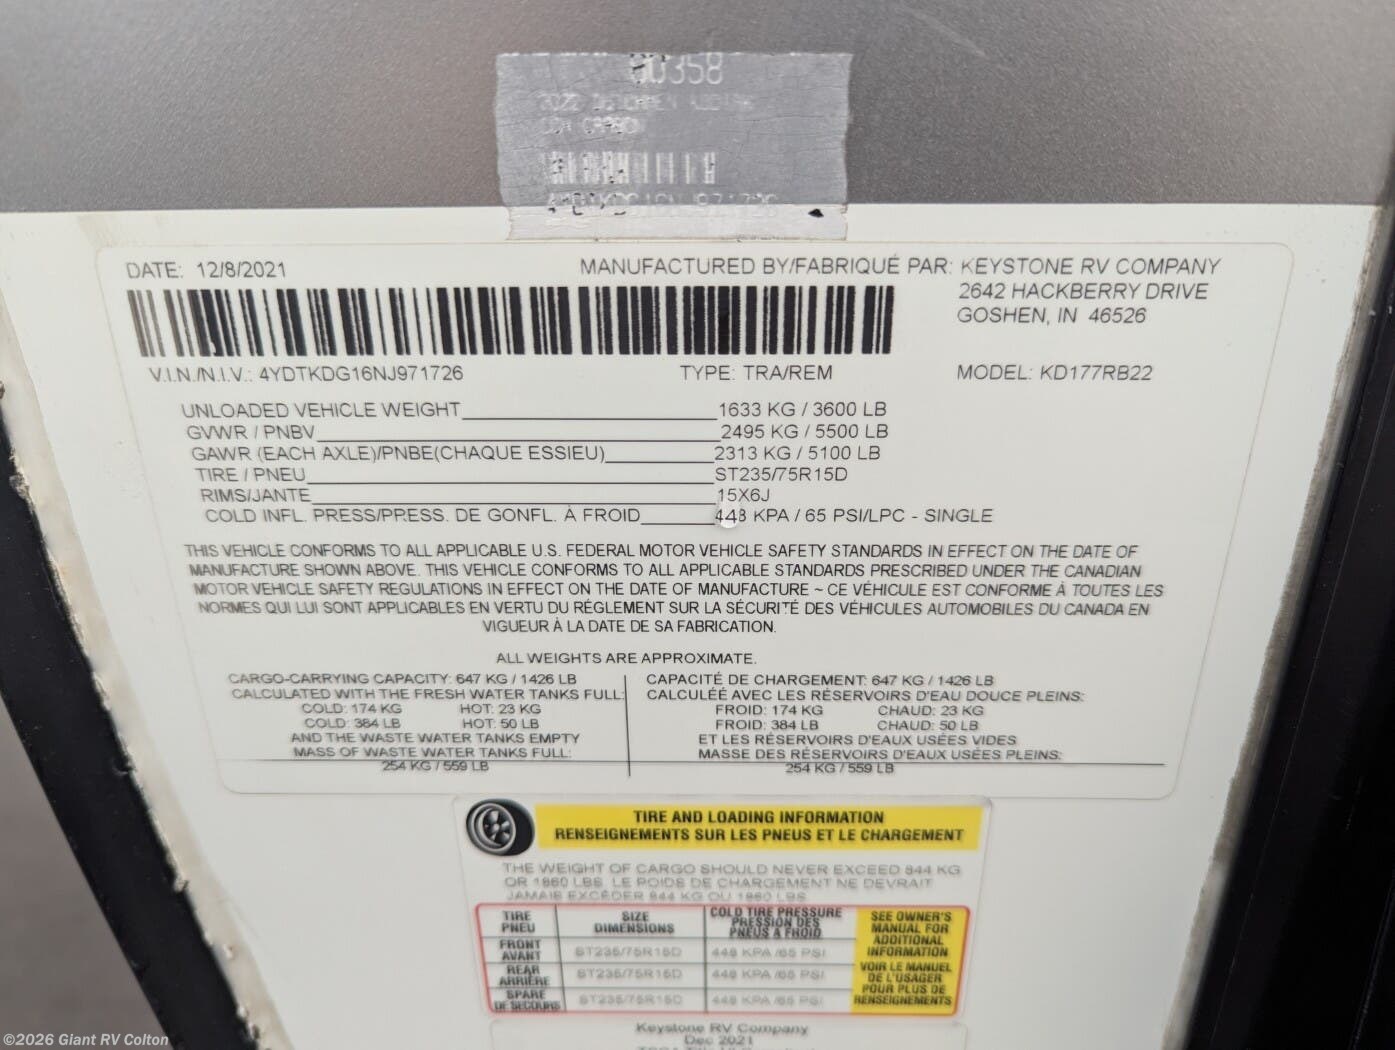 60358
DATE: 12/8/2021
MANUFACTURED BY/FABRIQUÉ PAR: KEYSTONE RV COMPANY
2642 HACKBERRY DRIVE
GOSHEN, IN 46526
V.I.N./N.I.V.: 4YDTKDG16NJ971726 TYPE: TRA/REM MODEL: KD177RB22
UNLOADED VEHICLE WEIGHT 1633 KG / 3600 LB
GVWR / PNBV 2495 KG / 5500 LB
GAWR (EACH AXLE)/PNBE(CHAQUE ESSIEU) 2313 KG / 5100 LB
TIRE / PNEU ST235/75R15D
RIMS/JANTE 15X6J
COLD INFL. PRESS/PRESS. DE GONFL. À FROID 448 KPA / 65 PSI/LPC - SINGLE
THIS VEHICLE CONFORMS TO ALL APPLICABLE U.S. FEDERAL MOTOR VEHICLE SAFETY STANDARDS IN EFFECT ON THE DATE OF
MANUFACTURE SHOWN ABOVE. THIS VEHICLE CONFORMS TO ALL APPLICABLE STANDARDS PRESCRIBED UNDER THE CANADIAN
MOTOR VEHICLE SAFETY REGULATIONS IN EFFECT ON THE DATE OF MANUFACTURE ~ CE VÉHICULE EST CONFORME À TOUTES LES
NORMES QUI LUI SONT APPLICABLES EN VERTU DU RÉGLEMENT SUR LA SÉCURITÉ DES VÉHICULES AUTOMOBILES DU CANADA EN
VIGUEUR À LA DATE DE SA FABRICATION.
ALL WEIGHTS ARE APPROXIMATE.
CARGO-CARRYING CAPACITY: 647 KG / 1426 LB
CALCULATED WITH THE FRESH WATER TANKS FULL:
COLD: 174 KG HOT: 23 KG
COLD: 384 LB HOT: 50 LB
AND THE WASTE WATER TANKS EMPTY
MASS OF WASTE WATER TANKS FULL:
254 KG / 559 LB
CAPACITÉ DE CHARGEMENT: 647 KG / 1426 LB
CALCULÉE AVEC LES RÉSERVOIRS D'EAU DOUCE PLEINS:
FROID: 174 KG CHAUD: 23 KG
FROID: 384 LB CHAUD: 50 LB
ET LES RÉSERVOIRS D'EAUX USÉES VIDES
MASSE DES RÉSERVOIRS D'EAUX USÉES PLEINS:
254 KG / 559 LB
TIRE AND LOADING INFORMATION
RENSEIGNEMENTS SUR LES PNEUS ET LE CHARGEMENT
THE WEIGHT OF CARGO SHOULD NEVER EXCEED 844 KG
OR 1860 LBS. LE POIDS DE CHARGEMENT NE DEVRAIT
JAMAIS EXCÉDER 844 KG OU 1860 LBS.
TIRE
PNEU
SIZE
DIMENSIONS
COLD TIRE PRESSURE
PRESSION DES
PNEUS A FROID
FRONT
AVANT
ST235/75R15D 448 KPA /65 PSI
REAR
ARRIÈRE
ST235/75R15D 448 KPA /65 PSI
SPARE
DE SECOURS
ST235/75R15D 448 KPA /65 PSI
SEE OWNER'S
MANUAL FOR
ADDITIONAL
INFORMATION
VOIR LE MANUEL
DE L'USAGER
POUR PLUS DE
RENSEIGNEMENTS
Keystone RV Company
Dec 2021
©2026 Giant RV Colton